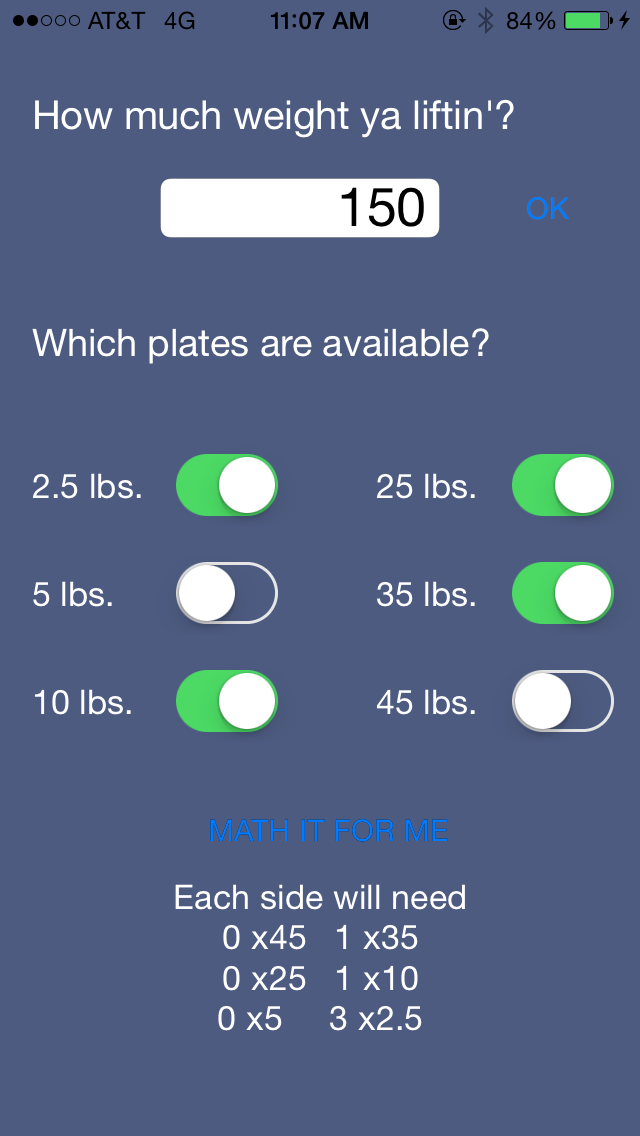 AT&T 4G 11:07 AM 84%
How much weight ya liftin'?
150 OK
Which plates are available?
2.5 lbs. 25 lbs.
5 lbs. 35 lbs.
10 lbs. 45 lbs.
MATH IT FOR ME
Each side will need
0 x45 1 x35
0 x25 1 x10
0 x5 3 x2.5